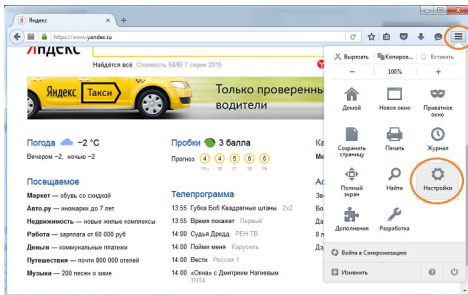 Яндекс
https://www.yandex.ru
Яндекс
Найдётся всё. Стоимость БМВ 7 серии 2015
Яндекс Такси
Только проверенны
водители
Погода −2 °C
Вечером −2, ночью −2
Пробки 3 балла
Прогноз 4 4 5 6 6
Ка
Посещаемое
Маркет — обувь со скидкой
Авто.ру — иномарки до 7 лет
Недвижимость — новые жилые комплексы
Работа — зарплата от 60 000 руб
Деньги — коммунальные платежи
Путешествия — почти 800 000 отелей
Музыка — 200 песен о зиме
Телепрограмма
13:55 Губка Боб Квадратные штаны 2x2
13:55 Время покажет Первый
14:00 Судья Дредд РЕН ТВ
14:00 Пойми меня Карусель
14:00 Вести Россия 1
14:00 «Окна» с Дмитрием Нагиевым
ТНТ4
Вырезать Копиров... Вставить
− 100% +
Домой Новое окно Приватное
окно
Сохранить
страницу Печать Журнал
Полный
экран Найти Настройки
Дополнения Разработка
Войти в Синхронизацию
Изменить